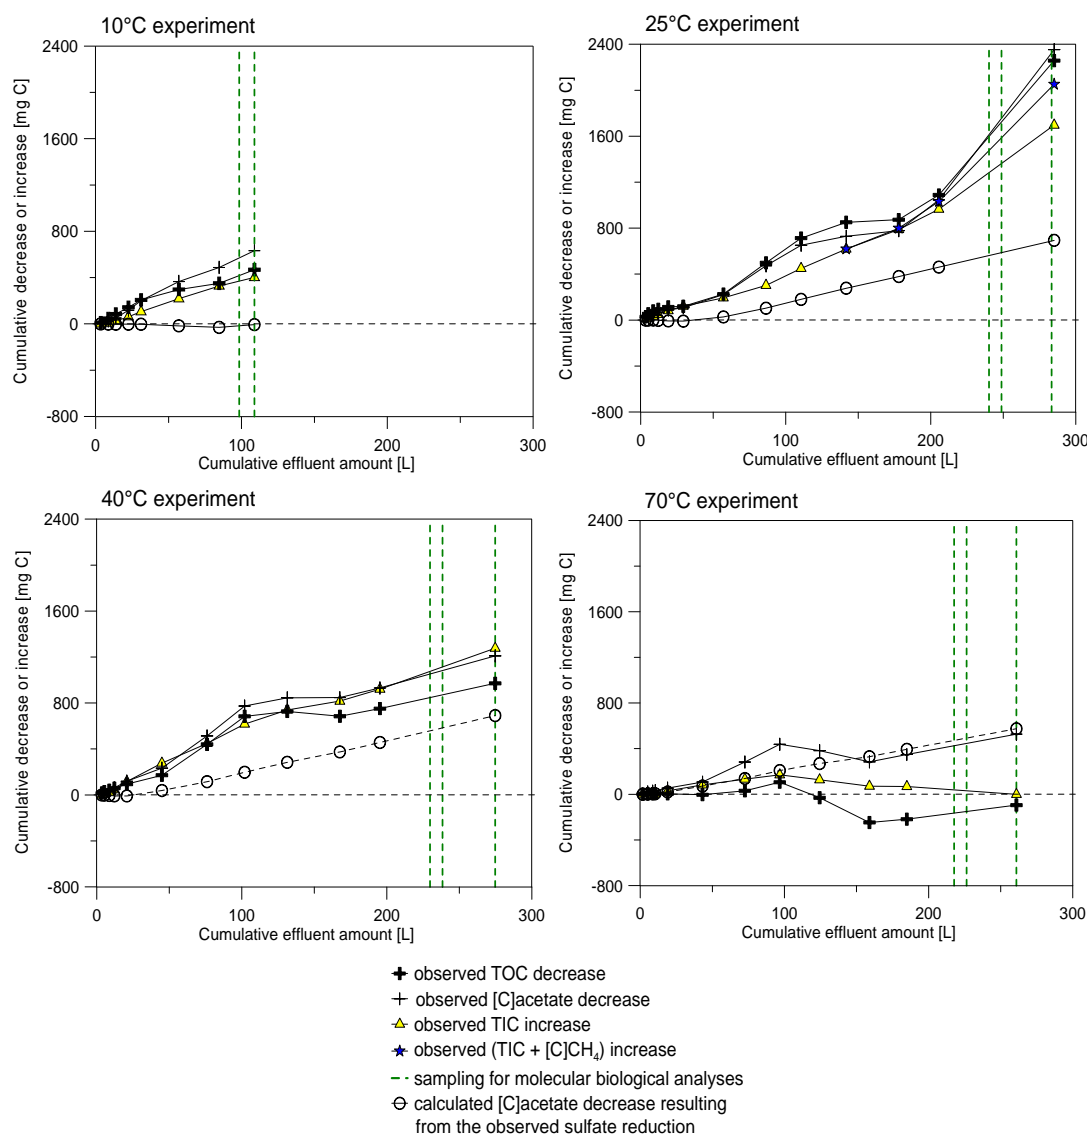 10°C experiment
Cumulative decrease or increase [mg C]
2400
1600
800
0
-800
0 100 200 300
Cumulative effluent amount [L]
25°C experiment
Cumulative decrease or increase [mg C]
2400
1600
800
0
-800
0 100 200 300
Cumulative effluent amount [L]
40°C experiment
Cumulative decrease or increase [mg C]
2400
1600
800
0
-800
0 100 200 300
Cumulative effluent amount [L]
70°C experiment
Cumulative decrease or increase [mg C]
2400
1600
800
0
-800
0 100 200 300
Cumulative effluent amount [L]
observed TOC decrease
observed [C]acetate decrease
observed TIC increase
observed (TIC + [C]CH₄) increase
sampling for molecular biological analyses
calculated [C]acetate decrease resulting
from the observed sulfate reduction